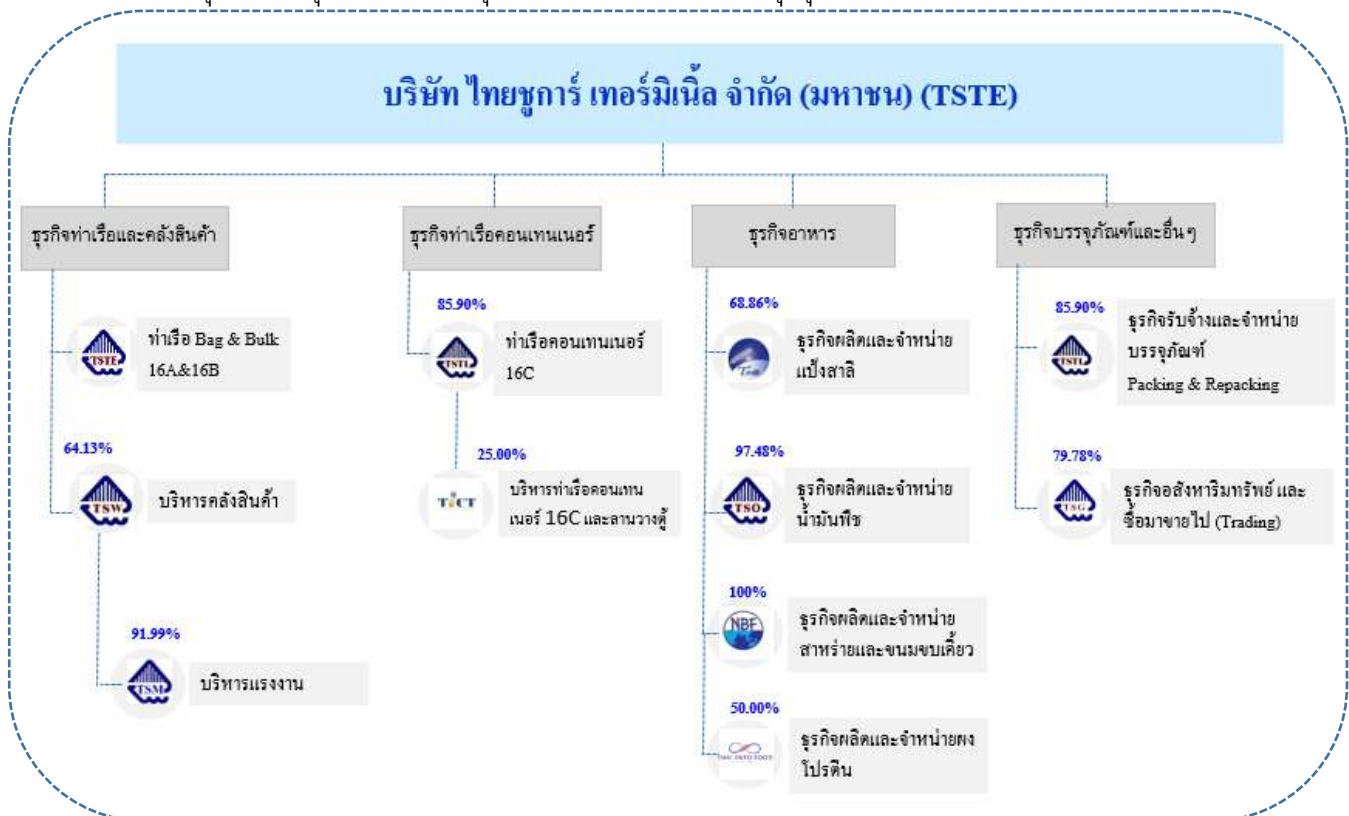 บริษัท ไทยชูการ์ เทอร์มิเนิ้ล จำกัด (มหาชน) (TSTE)
ธุรกิจท่าเรือและคลังสินค้า
TSTE
ท่าเรือ Bag & Bulk
16A&16B
64.13%
TSW
บริหารคลังสินค้า
91.99%
TSM
บริหารแรงงาน
ธุรกิจท่าเรือคอนเทนเนอร์
85.90%
TSTL
ท่าเรือคอนเทนเนอร์
16C
25.00%
TICT
บริหารท่าเรือคอนเทน
เนอร์ 16C และลานวางตู้
ธุรกิจอาหาร
68.86%
ธุรกิจผลิตและจำหน่าย
แป้งสาลี
97.48%
TSO
ธุรกิจผลิตและจำหน่าย
น้ำมันพืช
100%
NBF
ธุรกิจผลิตและจำหน่าย
สาหร่ายและขนมขบเคี้ยว
50.00%
ธุรกิจผลิตและจำหน่ายผง
โปรตีน
ธุรกิจบรรจุภัณฑ์และอื่นๆ
85.90%
TSTL
ธุรกิจรับจ้างและจำหน่าย
บรรจุภัณฑ์
Packing & Repacking
79.78%
TSG
ธุรกิจอสังหาริมทรัพย์ และ
ซื้อมาขายไป (Trading)